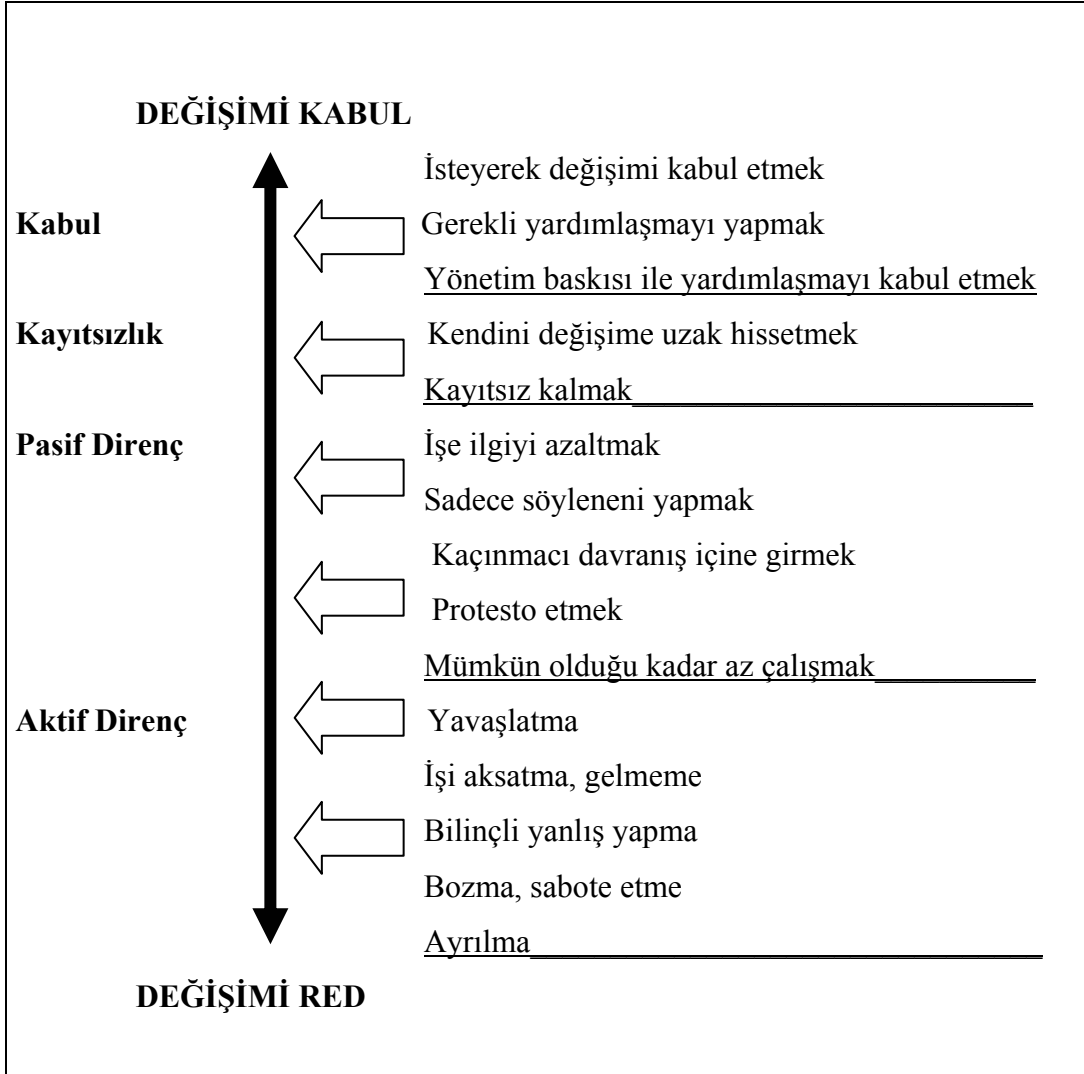 DEĞİŞİMİ KABUL
İsteyerek değişimi kabul etmek
Kabul Gerekli yardımlaşmayı yapmak
Yönetim baskısı ile yardımlaşmayı kabul etmek
Kayıtsızlık Kendini değişime uzak hissetmek
Kayıtsız kalmak
Pasif Direnç İşe ilgiyi azaltmak
Sadece söyleneni yapmak
Kaçınmacı davranış içine girmek
Protesto etmek
Mümkün olduğu kadar az çalışmak
Aktif Direnç Yavaşlatma
İşi aksatma, gelmeme
Bilinçli yanlış yapma
Bozma, sabote etme
Ayrılma
DEĞİŞİMİ RED